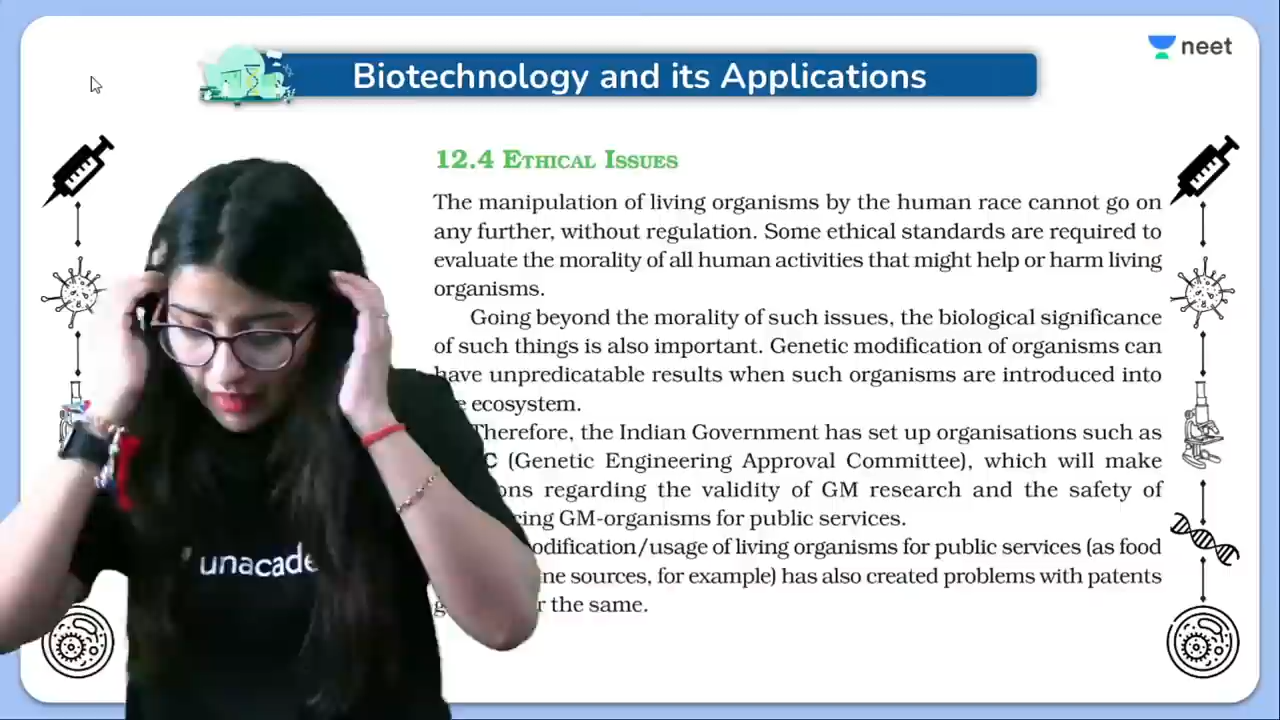 neet
Biotechnology and its Applications
12.4 ETHICAL ISSUES
The manipulation of living organisms by the human race cannot go on
any further, without regulation. Some ethical standards are required to
evaluate the morality of all human activities that might help or harm living
organisms.
Going beyond the morality of such issues, the biological significance
of such things is also important. Genetic modification of organisms can
have unpredicatable results when such organisms are introduced into
ecosystem.
Therefore, the Indian Government has set up organisations such as
(Genetic Engineering Approval Committee), which will make
regarding the validity of GM research and the safety of
GM-organisms for public services.
/usage of living organisms for public services (as food
sources, for example) has also created problems with patents
the same.
unacade